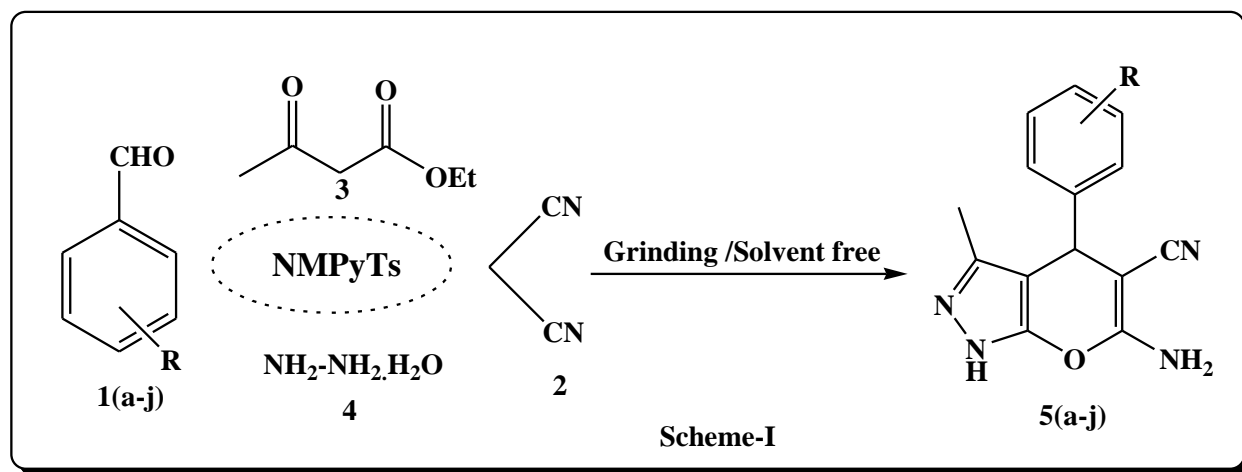 O
O
CHO
OEt
3
CN
NMPyTs
CN
R
NH₂-NH₂.H₂O
1(a-j)
4
2
Grinding /Solvent free
R
CN
N
N
H
O
NH₂
5(a-j)
Scheme-I